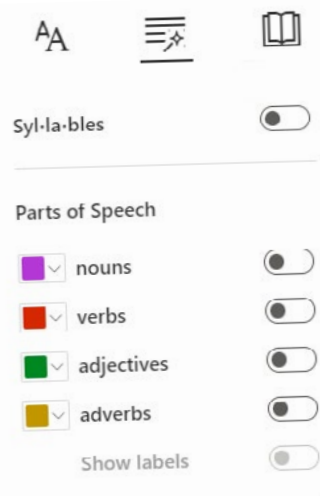 AA
Syl·la·bles
Parts of Speech
nouns
verbs
adjectives
adverbs
Show labels